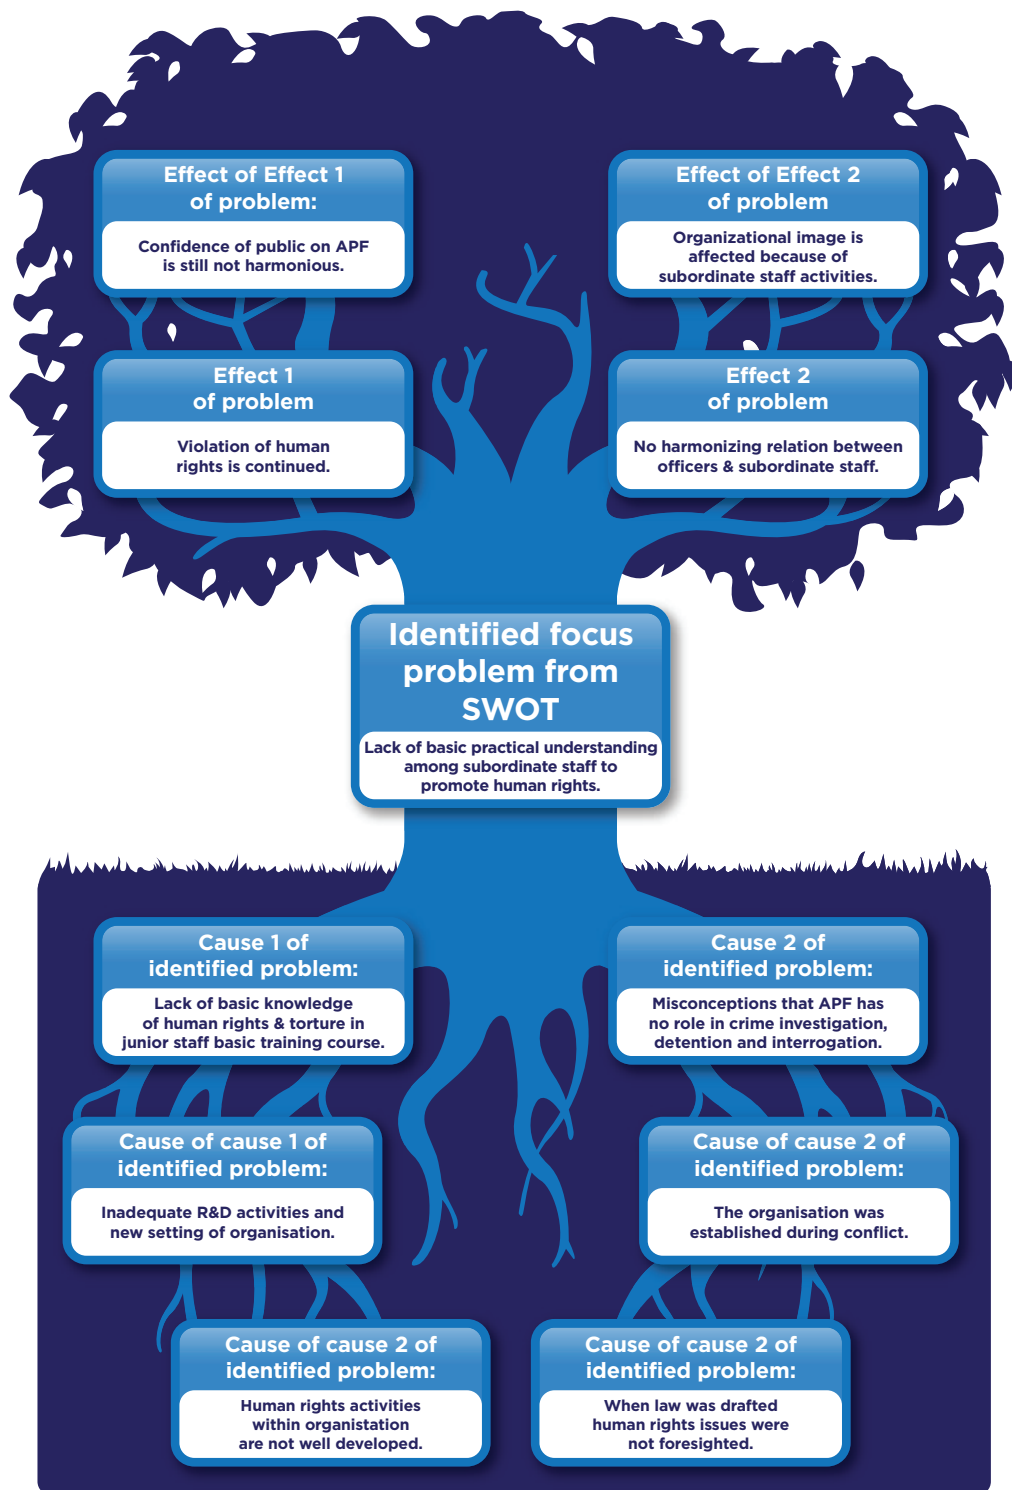 Effect of Effect 1
of problem:
Confidence of public on APF
is still not harmonious.
Effect of Effect 2
of problem
Organizational image is
affected because of
subordinate staff activities.
Effect 1
of problem
Violation of human
rights is continued.
Effect 2
of problem
No harmonizing relation between
officers & subordinate staff.
Identified focus
problem from
SWOT
Lack of basic practical understanding
among subordinate staff to
promote human rights.
Cause 1 of
identified problem:
Lack of basic knowledge
of human rights & torture in
junior staff basic training course.
Cause 2 of
identified problem:
Misconceptions that APF has
no role in crime investigation,
detention and interrogation.
Cause of cause 1 of
identified problem:
Inadequate R&D activities and
new setting of organisation.
Cause of cause 2 of
identified problem:
The organisation was
established during conflict.
Cause of cause 2 of
identified problem:
Human rights activities
within organistation
are not well developed.
Cause of cause 2 of
identified problem:
When law was drafted
human rights issues were
not foresighted.